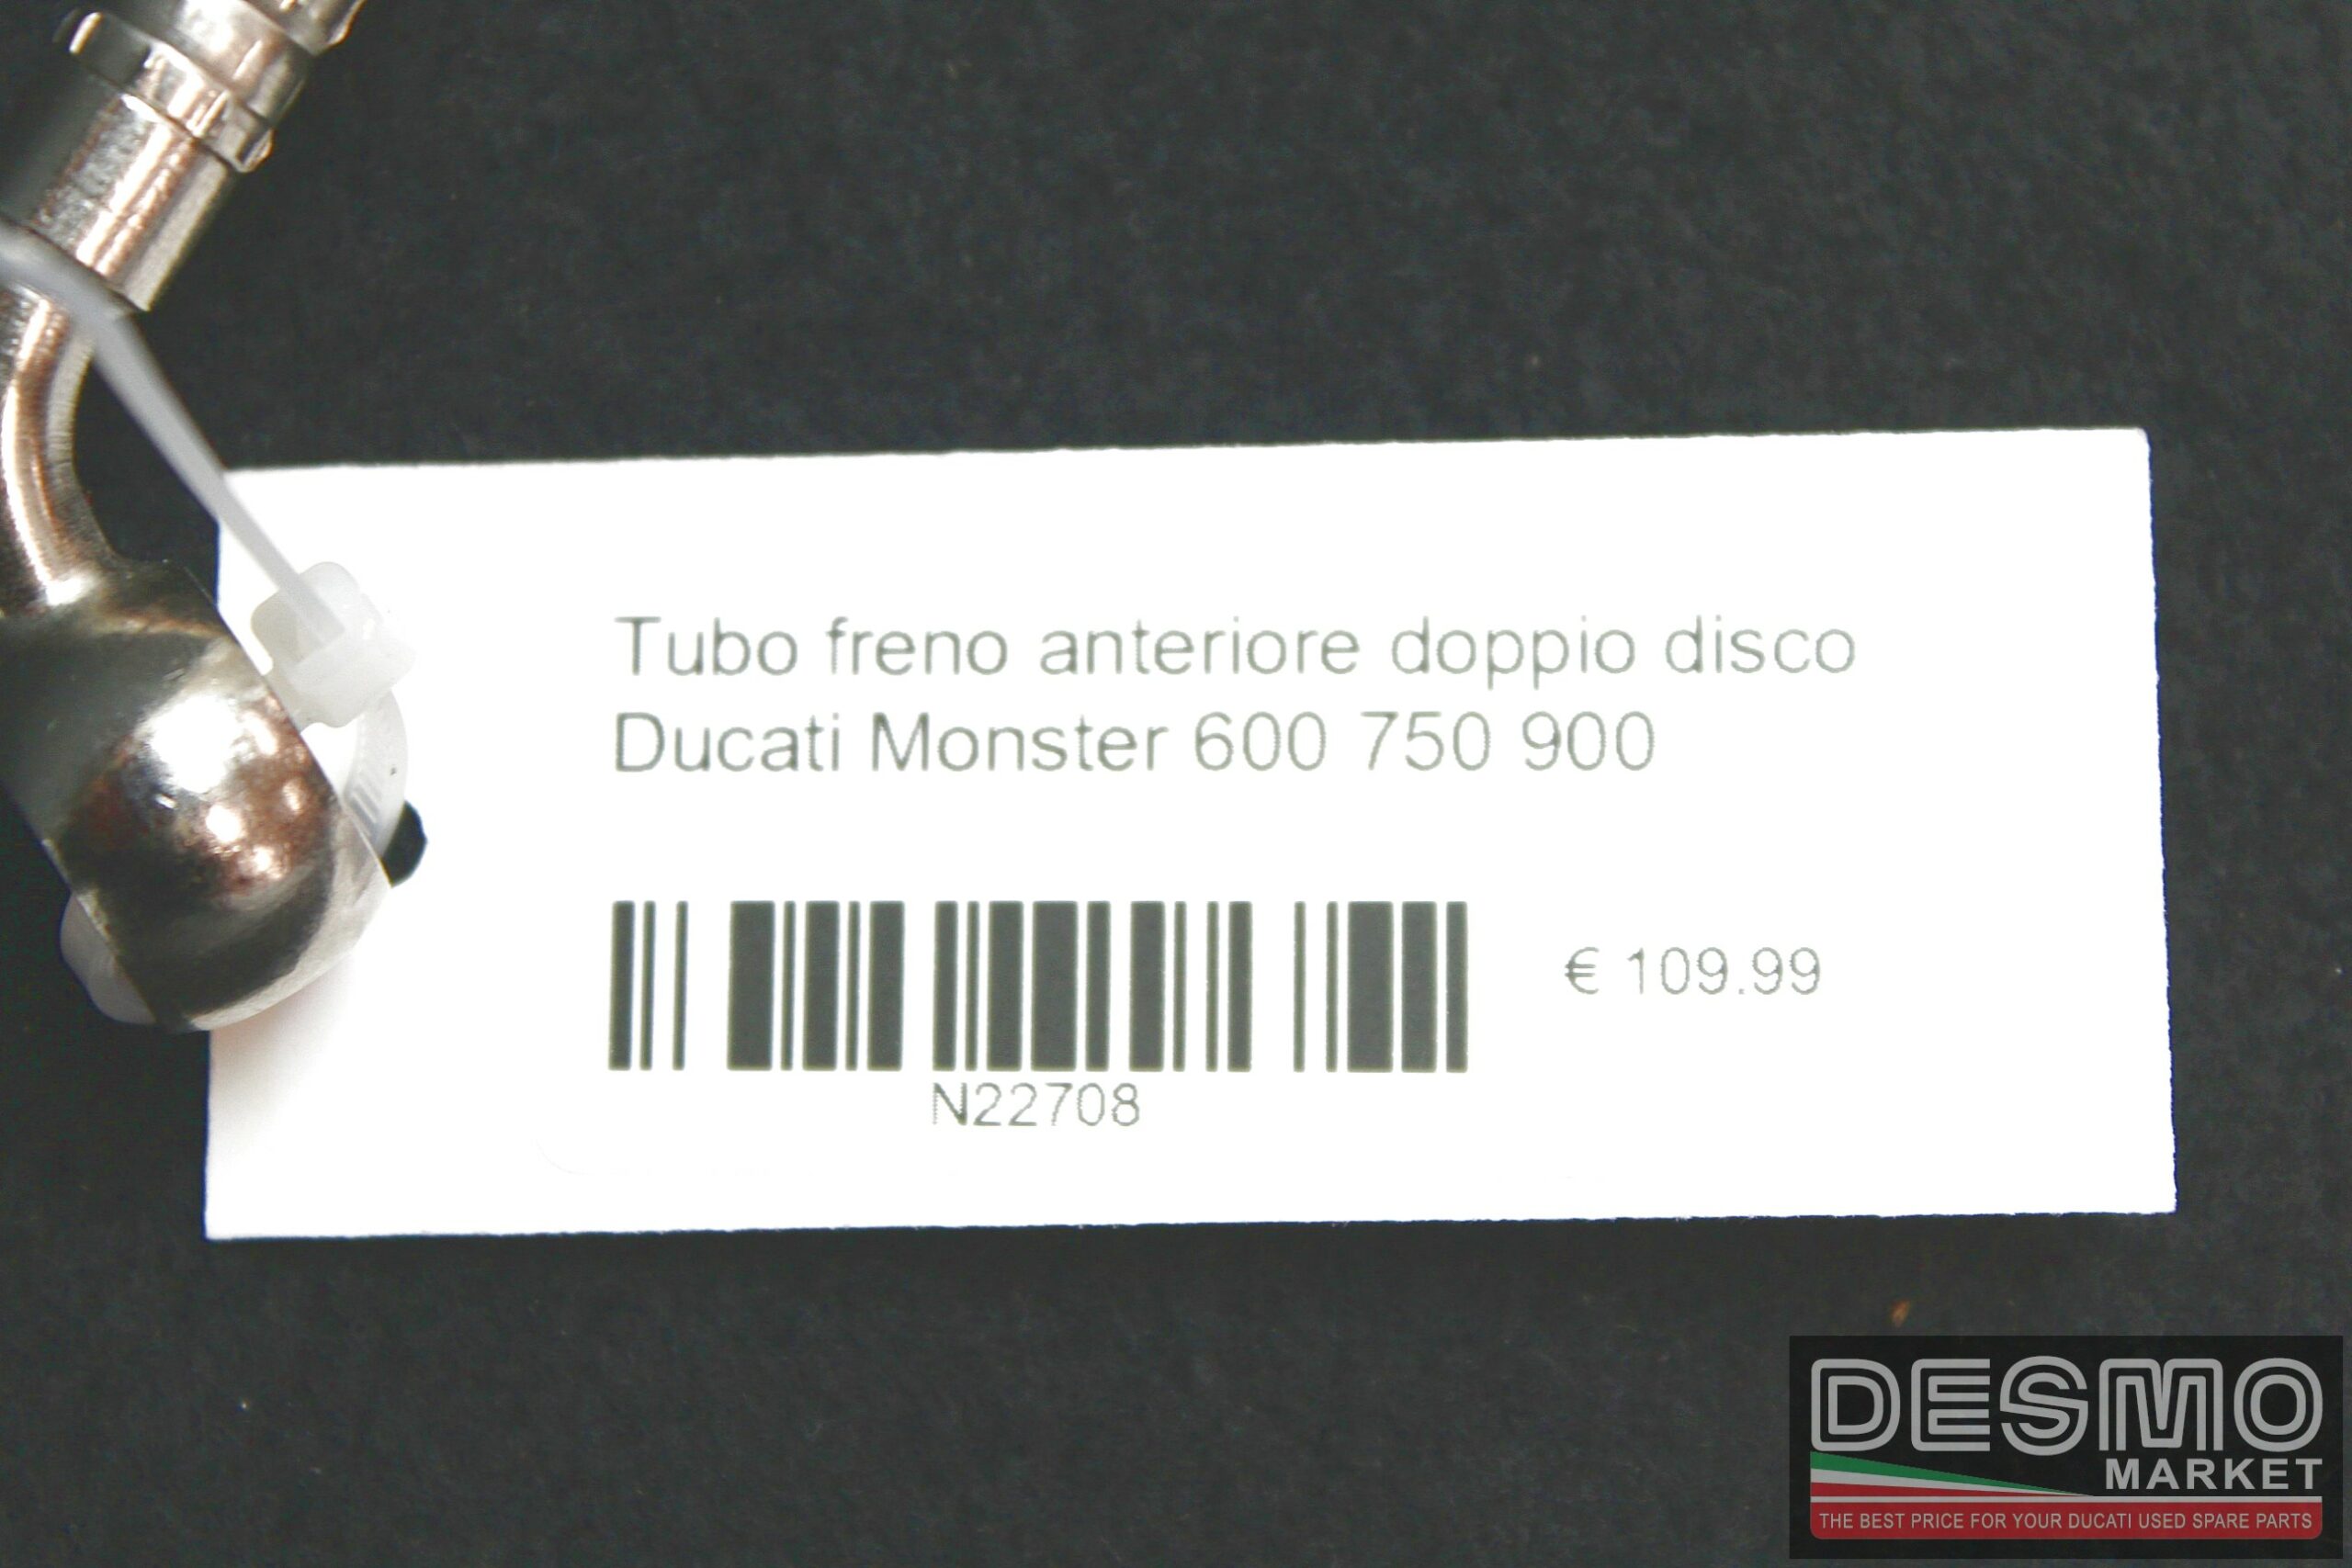 Tubo freno anteriore doppio disco
Ducati Monster 600 750 900
€ 109.99
N22708
DESMO
MARKET
THE BEST PRICE FOR YOUR DUCATI USED SPARE PARTS